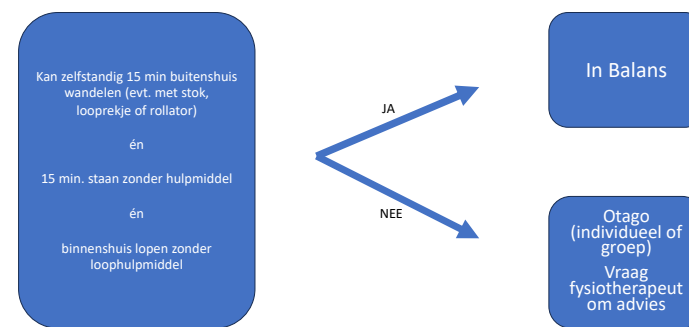 Kan zelfstandig 15 min buitenshuis
wandelen (evt. met stok,
looprekje of rollator)
én
15 min. staan zonder hulpmiddel
én
binnenshuis lopen zonder
loophulpmiddel
JA
NEE
In Balans
Otago
(individueel of
groep)
Vraag
fysiotherapeut
om advies